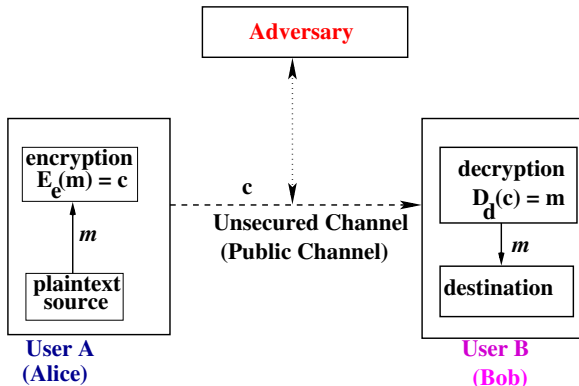 Adversary
encryption
E_e(m) = c
m
plaintext
source
User A
(Alice)
c
Unsecured Channel
(Public Channel)
decryption
D_d(c) = m
m
destination
User B
(Bob)